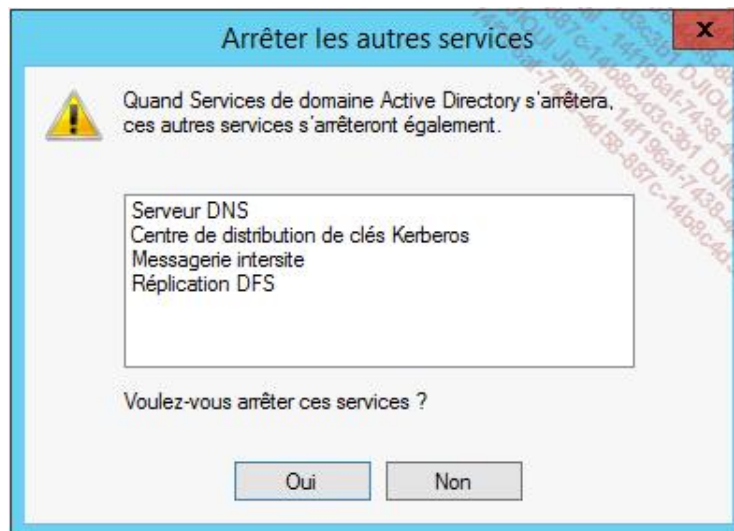 Arrêter les autres services
x
Quand Services de domaine Active Directory s'arrêtera,
ces autres services s'arrêteront également.
Serveur DNS
Centre de distribution de clés Kerberos
Messagerie intersite
Réplication DFS
Voulez-vous arrêter ces services ?
Oui
Non